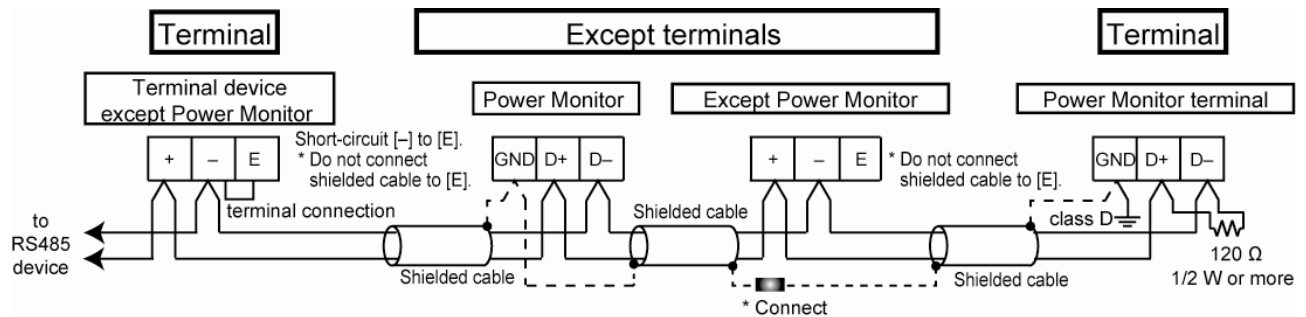 Terminal
Except terminals
Terminal
Terminal device
except Power Monitor
Power Monitor
Except Power Monitor
Power Monitor terminal
+ – E
Short-circuit [–] to [E].
* Do not connect
shielded cable to [E].
GND D+ D–
+ – E
* Do not connect
shielded cable to [E].
GND D+ D–
terminal connection
Shielded cable
class D
to
RS485
device
Shielded cable
Shielded cable
120 Ω
1/2 W or more
* Connect